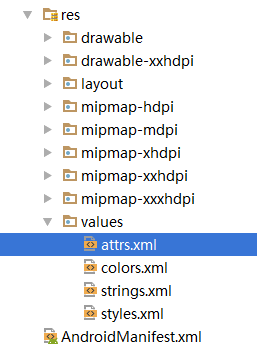 res
drawable
drawable-xxhdpi
layout
mipmap-hdpi
mipmap-mdpi
mipmap-xhdpi
mipmap-xxhdpi
mipmap-xxxhdpi
values
attrs.xml
colors.xml
strings.xml
styles.xml
AndroidManifest.xml